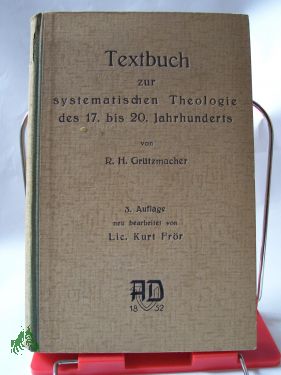 Textbuch
zur
systematischen Theologie
des 17. bis 20. Jahrhunderts
von
R. H. Grützmacher
3. Auflage
neu bearbeitet von
Lic. Kurt Frör
AD
18 52